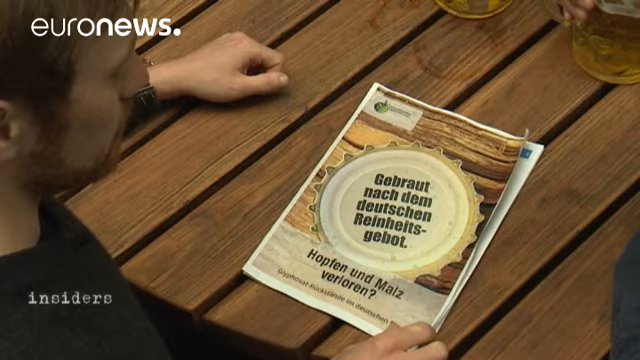 euronews.
Gebraut
nach dem
deutschen
Reinheits-
gebot.
Hopfen und Malz
verloren?
Glyphosat-Rückstände im deutschen
insiders